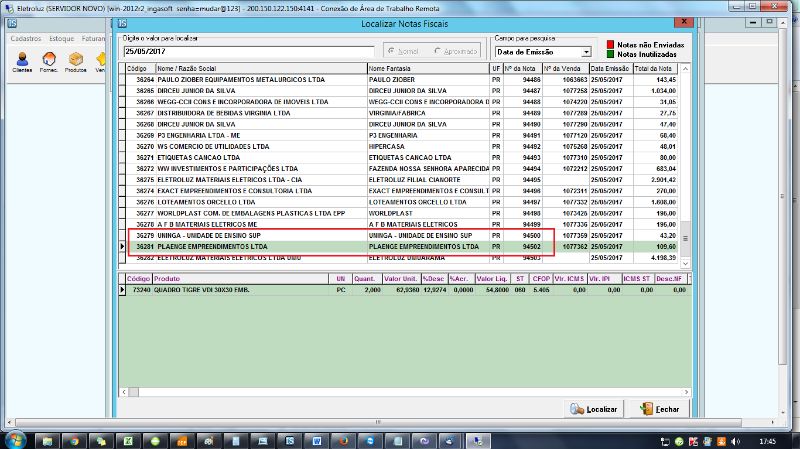 Eletroluz (SERVIDOR NOVO) [win-2012r2_ingasoft senha=mudar@123] - 200.150.122.150:4141 - Conexão de Área de Trabalho Remota
Localizar Notas Fiscais
Cadastros Estoque Faturam
Clientes Fornec. Produtos Ven
Digite o valor para localizar
25/05/2017
Normal Aproximado
Campo para pesquisa
Data de Emissão
Notas não Enviadas
Notas Inutilizadas
Código Nome / Razão Social Nome Fantasia UF Nº da Nota Nº da Venda Data Emissão Total da Nota
36264 PAULO ZIOBER EQUIPAMENTOS METALURGICOS LTDA PAULO ZIOBER PR 94486 1063663 25/05/2017 143,45
36265 DIRCEU JUNIOR DA SILVA DIRCEU JUNIOR DA SILVA PR 94487 1077258 25/05/2017 1.034,00
36266 WEGG-CCII CONS E INCORPORADORA DE IMOVEIS LTDA WEGG-CCII CONS E INCORPORADORA D PR 94488 1074220 25/05/2017 31,05
36267 DISTRIBUIDORA DE BEBIDAS VIRGINIA LTDA VIRGINIA/FABRICA PR 94489 1077289 25/05/2017 27,75
36268 DIRCEU JUNIOR DA SILVA DIRCEU JUNIOR DA SILVA PR 94490 1077290 25/05/2017 47,40
36269 P3 ENGENHARIA LTDA - ME P3 ENGENHARIA PR 94491 1077120 25/05/2017 68,40
36270 WS COMERCIO DE UTILIDADES LTDA HIPERCASA PR 94492 1075268 25/05/2017 48,01
36271 ETIQUETAS CANCAO LTDA ETIQUETAS CANCAO LTDA PR 94493 1077310 25/05/2017 80,00
36272 WW INVESTIMENTOS E PARTICIPAÇÕES LTDA FAZENDA NOSSA SENHORA APARECIDA PR 94494 1072212 25/05/2017 683,04
36275 ELETROLUZ MATERIAIS ELETRICOS LTDA - CIA ELETROLUZ FILIAL CIANORTE PR 94495 25/05/2017 2.901,42
36274 EXACT EMPREENDIMENTOS E CONSULTORIA LTDA EXACT EMPREENDIMENTOS E CONSULTO PR 94496 1077311 25/05/2017 270,00
36276 LOTEAMENTOS ORCELLO LTDA LOTEAMENTOS ORCELLO LTDA PR 94497 1077332 25/05/2017 1.608,00
36277 WORLDPLAST COM. DE EMBALAGENS PLASTICAS LTDA EPP WORLDPLAST PR 94498 1073425 25/05/2017 196,00
36278 A F B MATERIAIS ELETRICOS ME A F B MATERIAIS ELETRICOS PR 94499 1077336 25/05/2017 195,00
36279 UNINGA - UNIDADE DE ENSINO SUP UNINGA - UNIDADE DE ENSINO SUP PR 94500 1077359 25/05/2017 43,20
36281 PLAENGE EMPREENDIMENTOS LTDA PLAENGE EMPREENDIMENTOS LTDA PR 94502 1077362 25/05/2017 109,60
36282 ELETROLUZ MATERIAIS ELETRICOS LTDA UMU ELETROLUZ UMUARAMA PR 94503 25/05/2017 4.198,39
Código Produto UN Quant. Valor Unit. %Desc %Acr. Valor Liq. ST CFOP Vlr. ICMS Vlr. IPI ICMS ST Desc.NF
73240 QUADRO TIGRE VDI 30X30 EMB. PC 2,000 62,9360 12,9274 0,0000 54,8000 060 5.405 0,00 0,00 0,00 0,00
Localizar Fechar
17:45